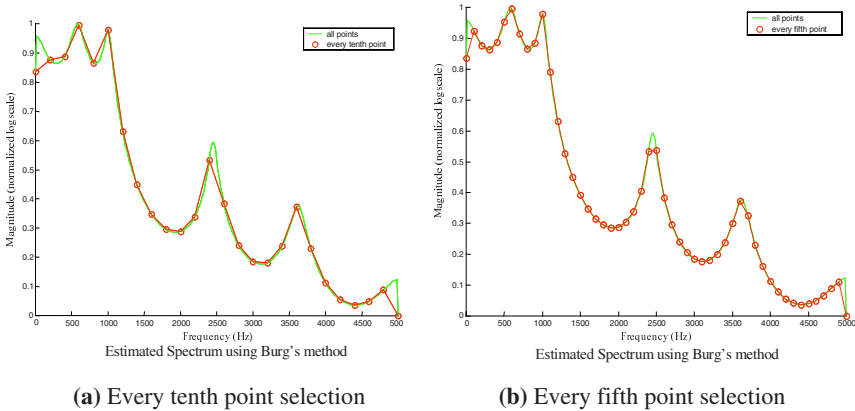 all points
every tenth point
1
0.9
0.8
0.7
0.6
0.5
0.4
0.3
0.2
0.1
0
Magnitude (normalized log scale)
0 500 1000 1500 2000 2500 3000 3500 4000 4500 5000
Frequency (Hz)
Estimated Spectrum using Burg's method
(a) Every tenth point selection
all points
every fifth point
1
0.9
0.8
0.7
0.6
0.5
0.4
0.3
0.2
0.1
0
Magnitude (normalized log scale)
0 500 1000 1500 2000 2500 3000 3500 4000 4500 5000
Frequency (Hz)
Estimated Spectrum using Burg's method
(b) Every fifth point selection